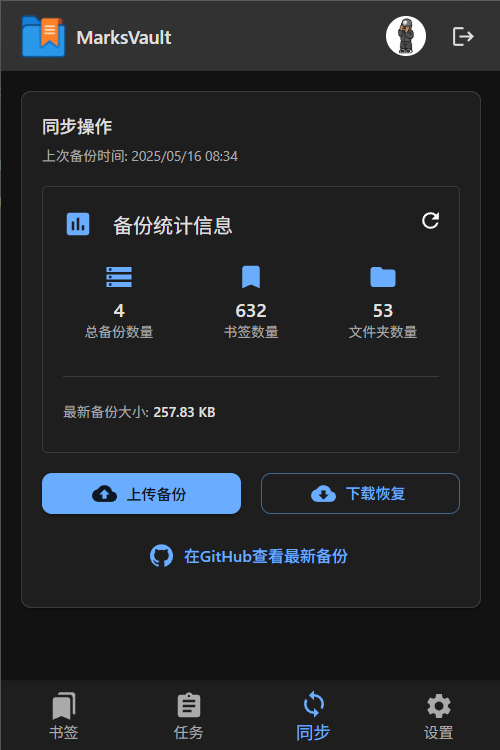 MarksVault
同步操作
上次备份时间: 2025/05/16 08:34
备份统计信息
4
总备份数量
632
书签数量
53
文件夹数量
最新备份大小: 257.83 KB
上传备份
下载恢复
在GitHub查看最新备份
书签
任务
同步
设置